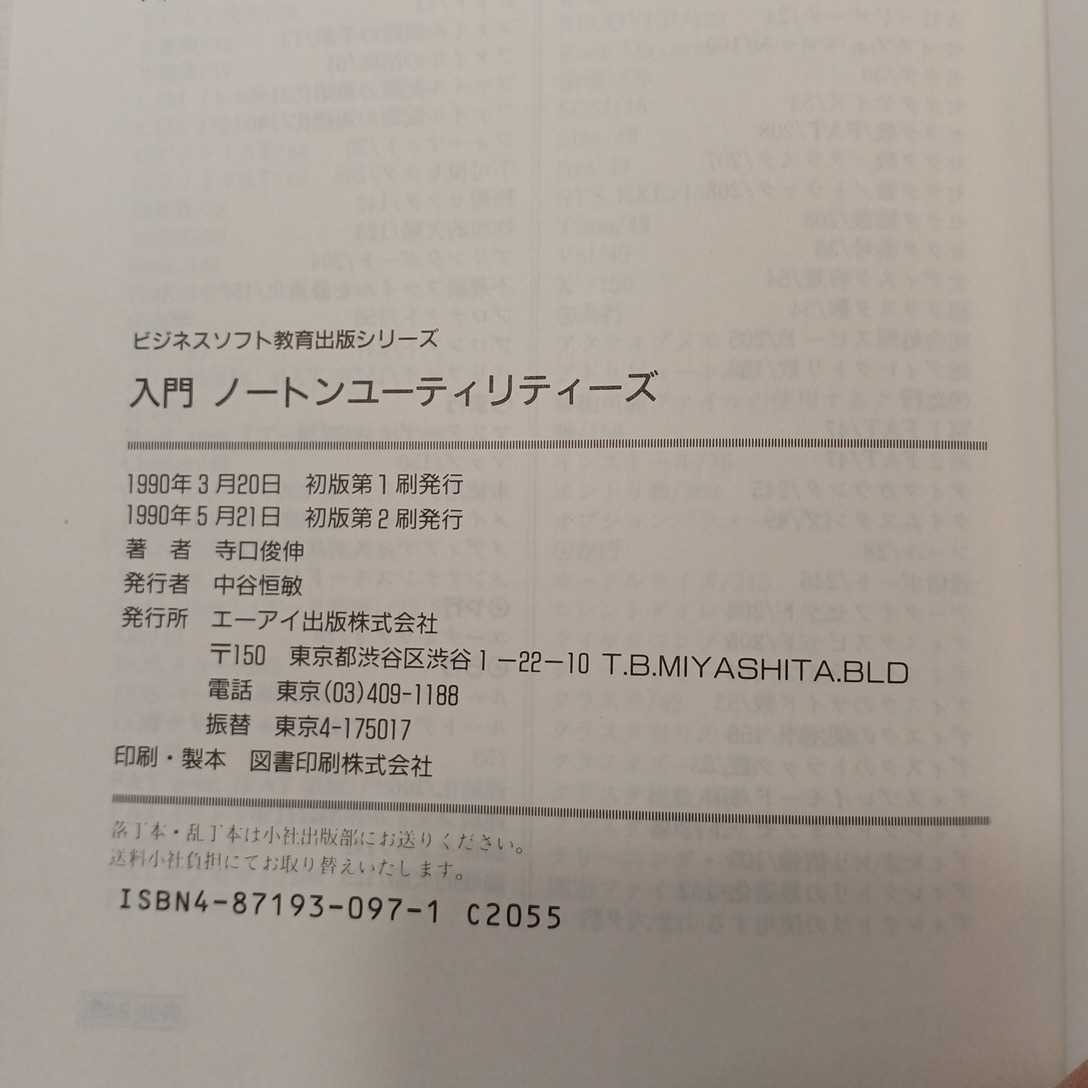 ビジネスソフト教育出版シリーズ
入門 ノートンユーティリティーズ
1990年3月20日 初版第1刷発行
1990年5月21日 初版第2刷発行
著 者 寺口俊伸
発行者 中谷恒敏
発行所 エーアイ出版株式会社
〒150 東京都渋谷区渋谷1-22-10 T.B.MIYASHITA.BLD
電話 東京(03)409-1188
振替 東京4-175017
印刷・製本 図書印刷株式会社
落丁本・乱丁本は小社出版部にお送りください。
送料小社負担にてお取り替えいたします。
ISBN4-87193-097-1 C2055